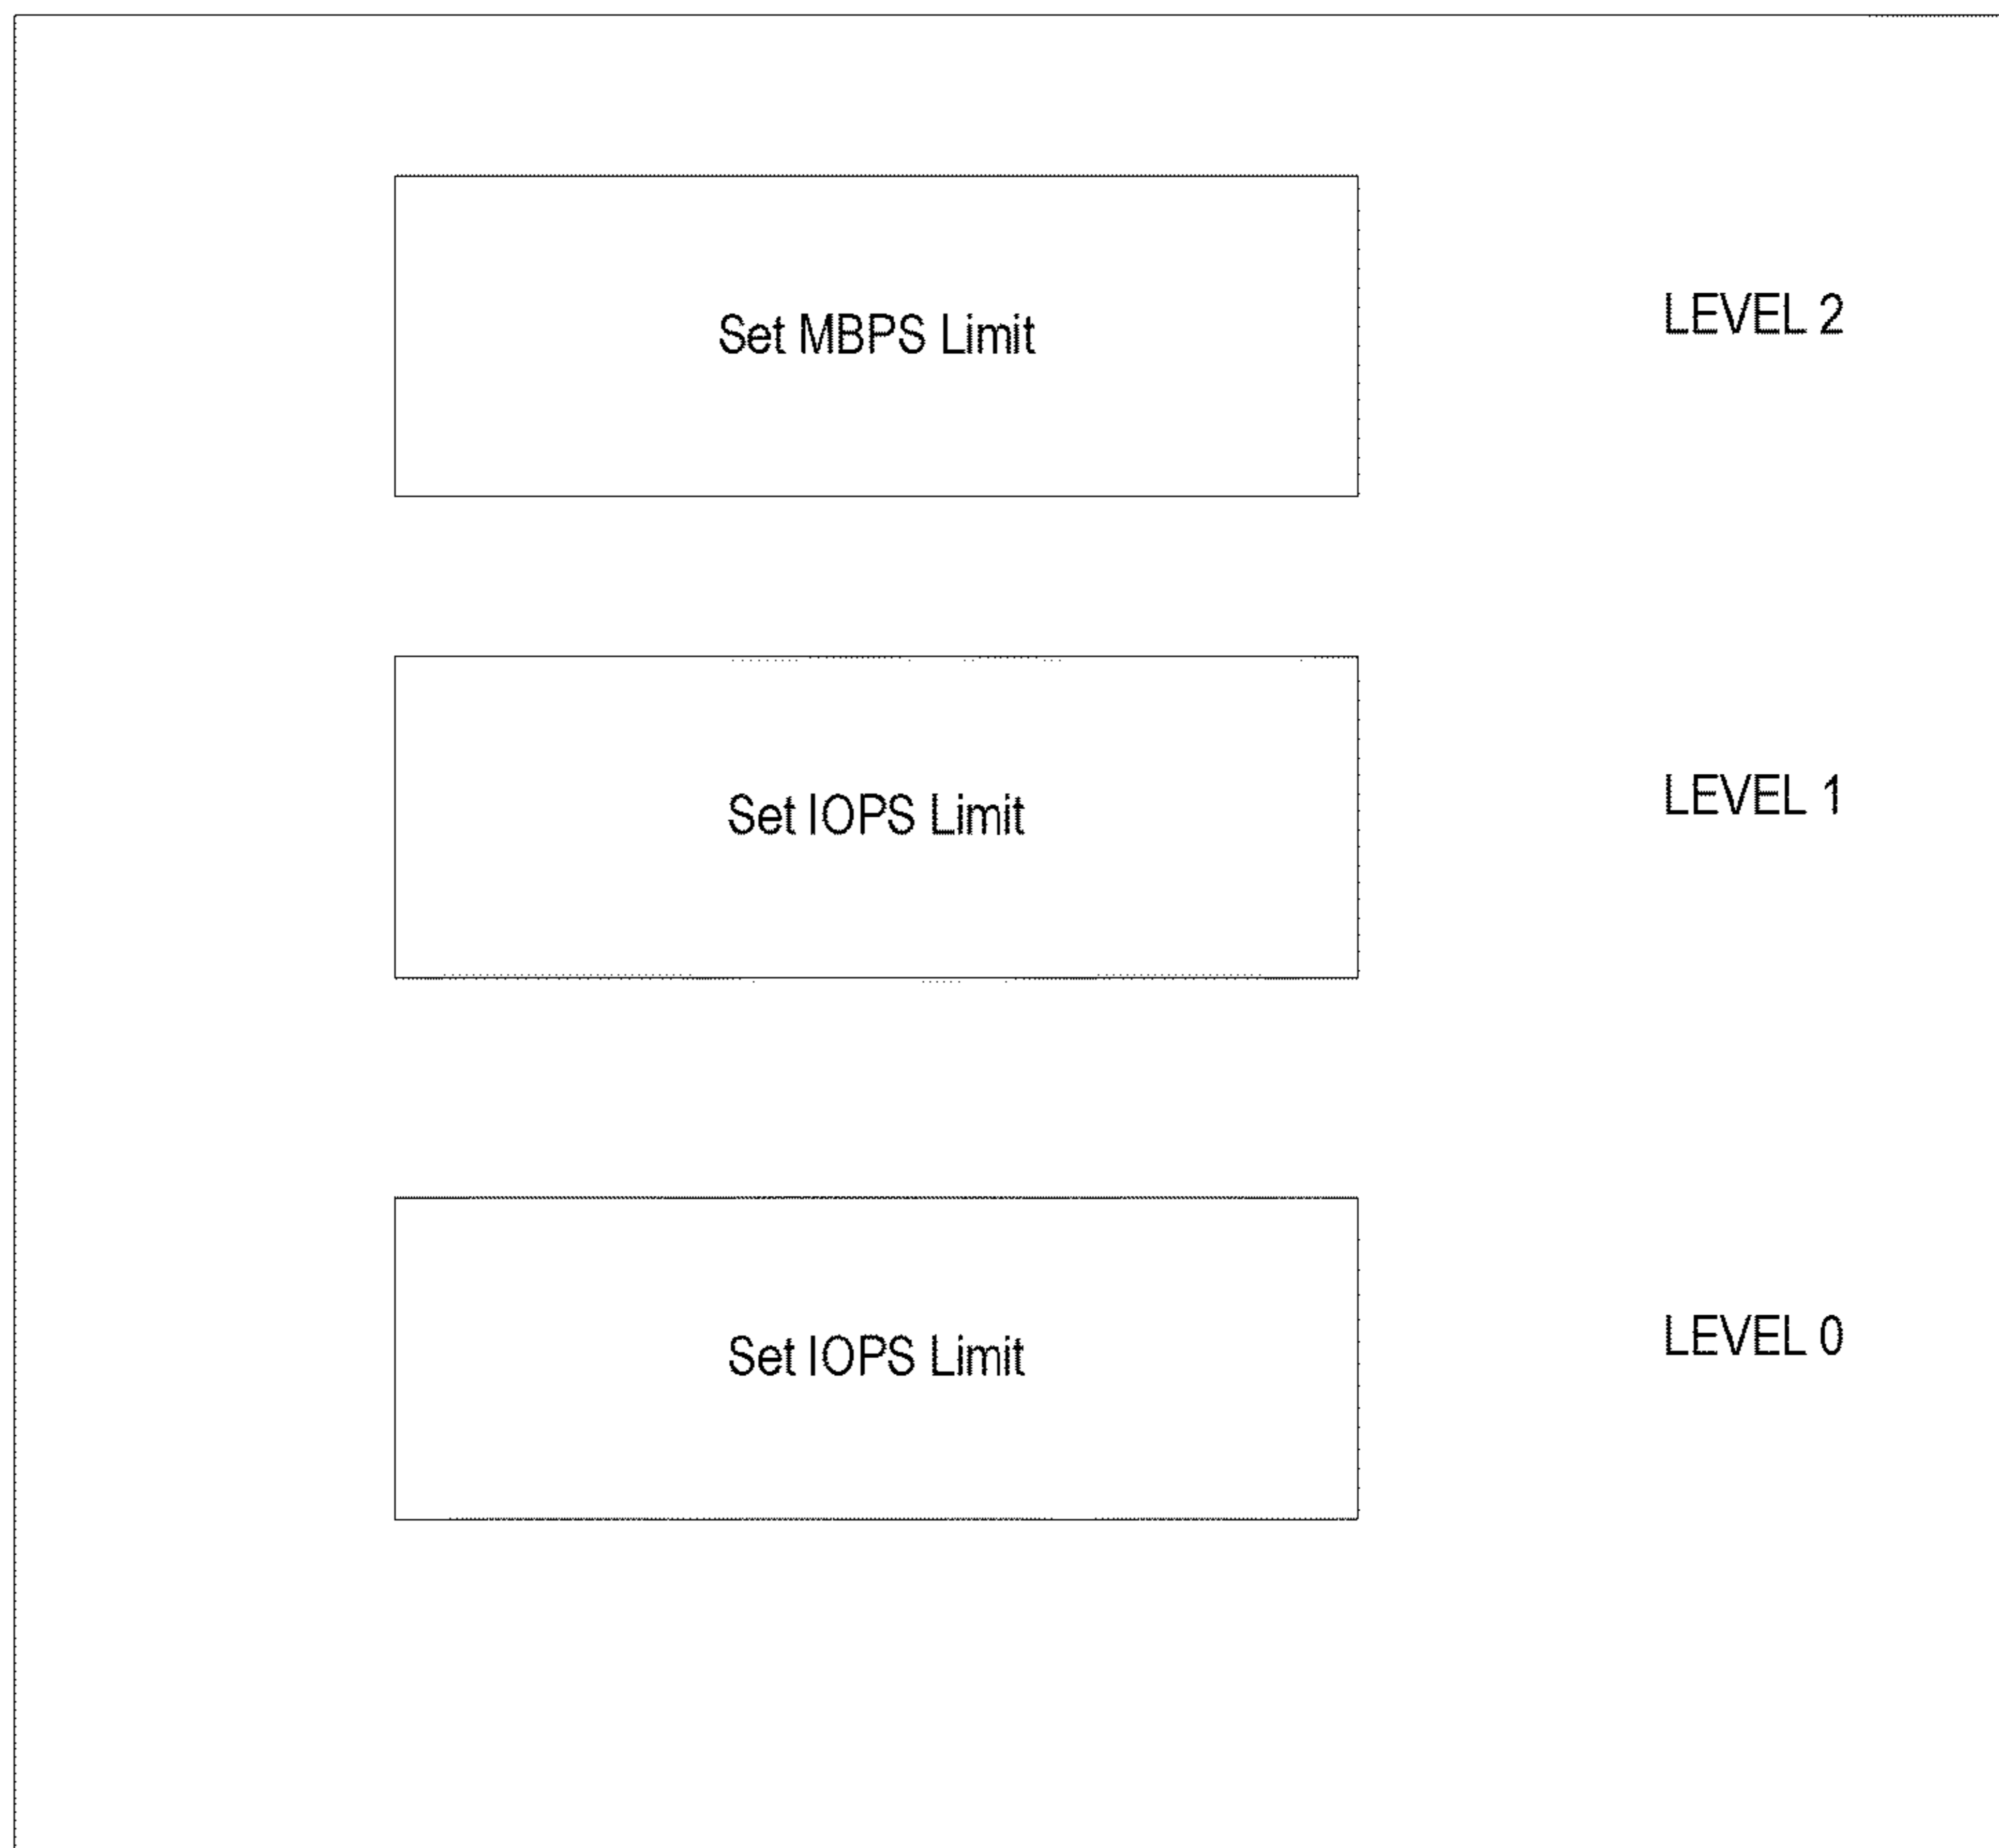 Set MBPS Limit
LEVEL 2
Set IOPS Limit
LEVEL 1
Set IOPS Limit
LEVEL 0